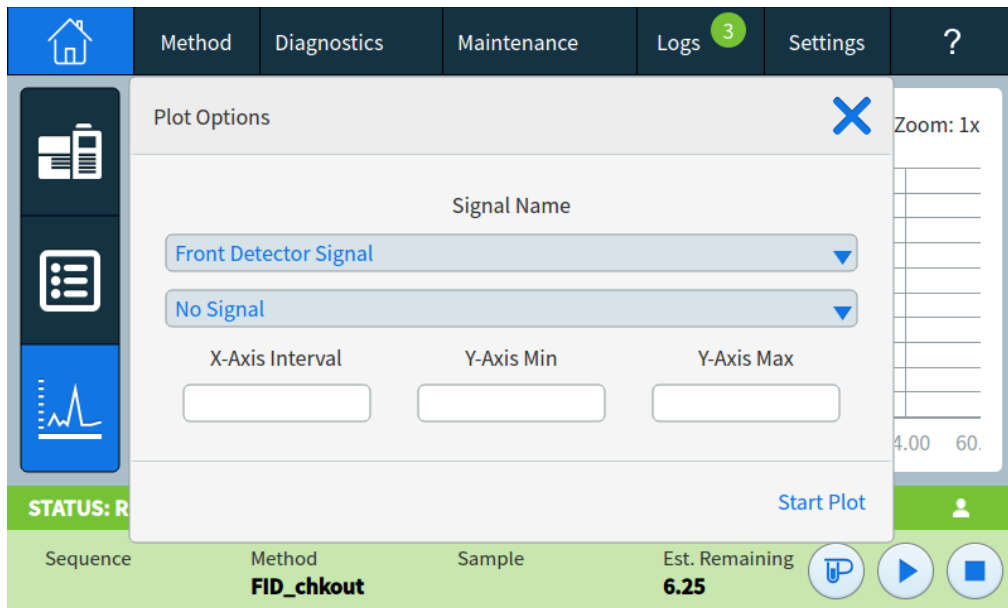 Method Diagnostics Maintenance Logs 3 Settings ?
Plot Options
Zoom: 1x
Signal Name
Front Detector Signal
No Signal
X-Axis Interval Y-Axis Min Y-Axis Max
4.00 60.
Start Plot
STATUS: R
Sequence Method Sample Est. Remaining
FID_chkout 6.25